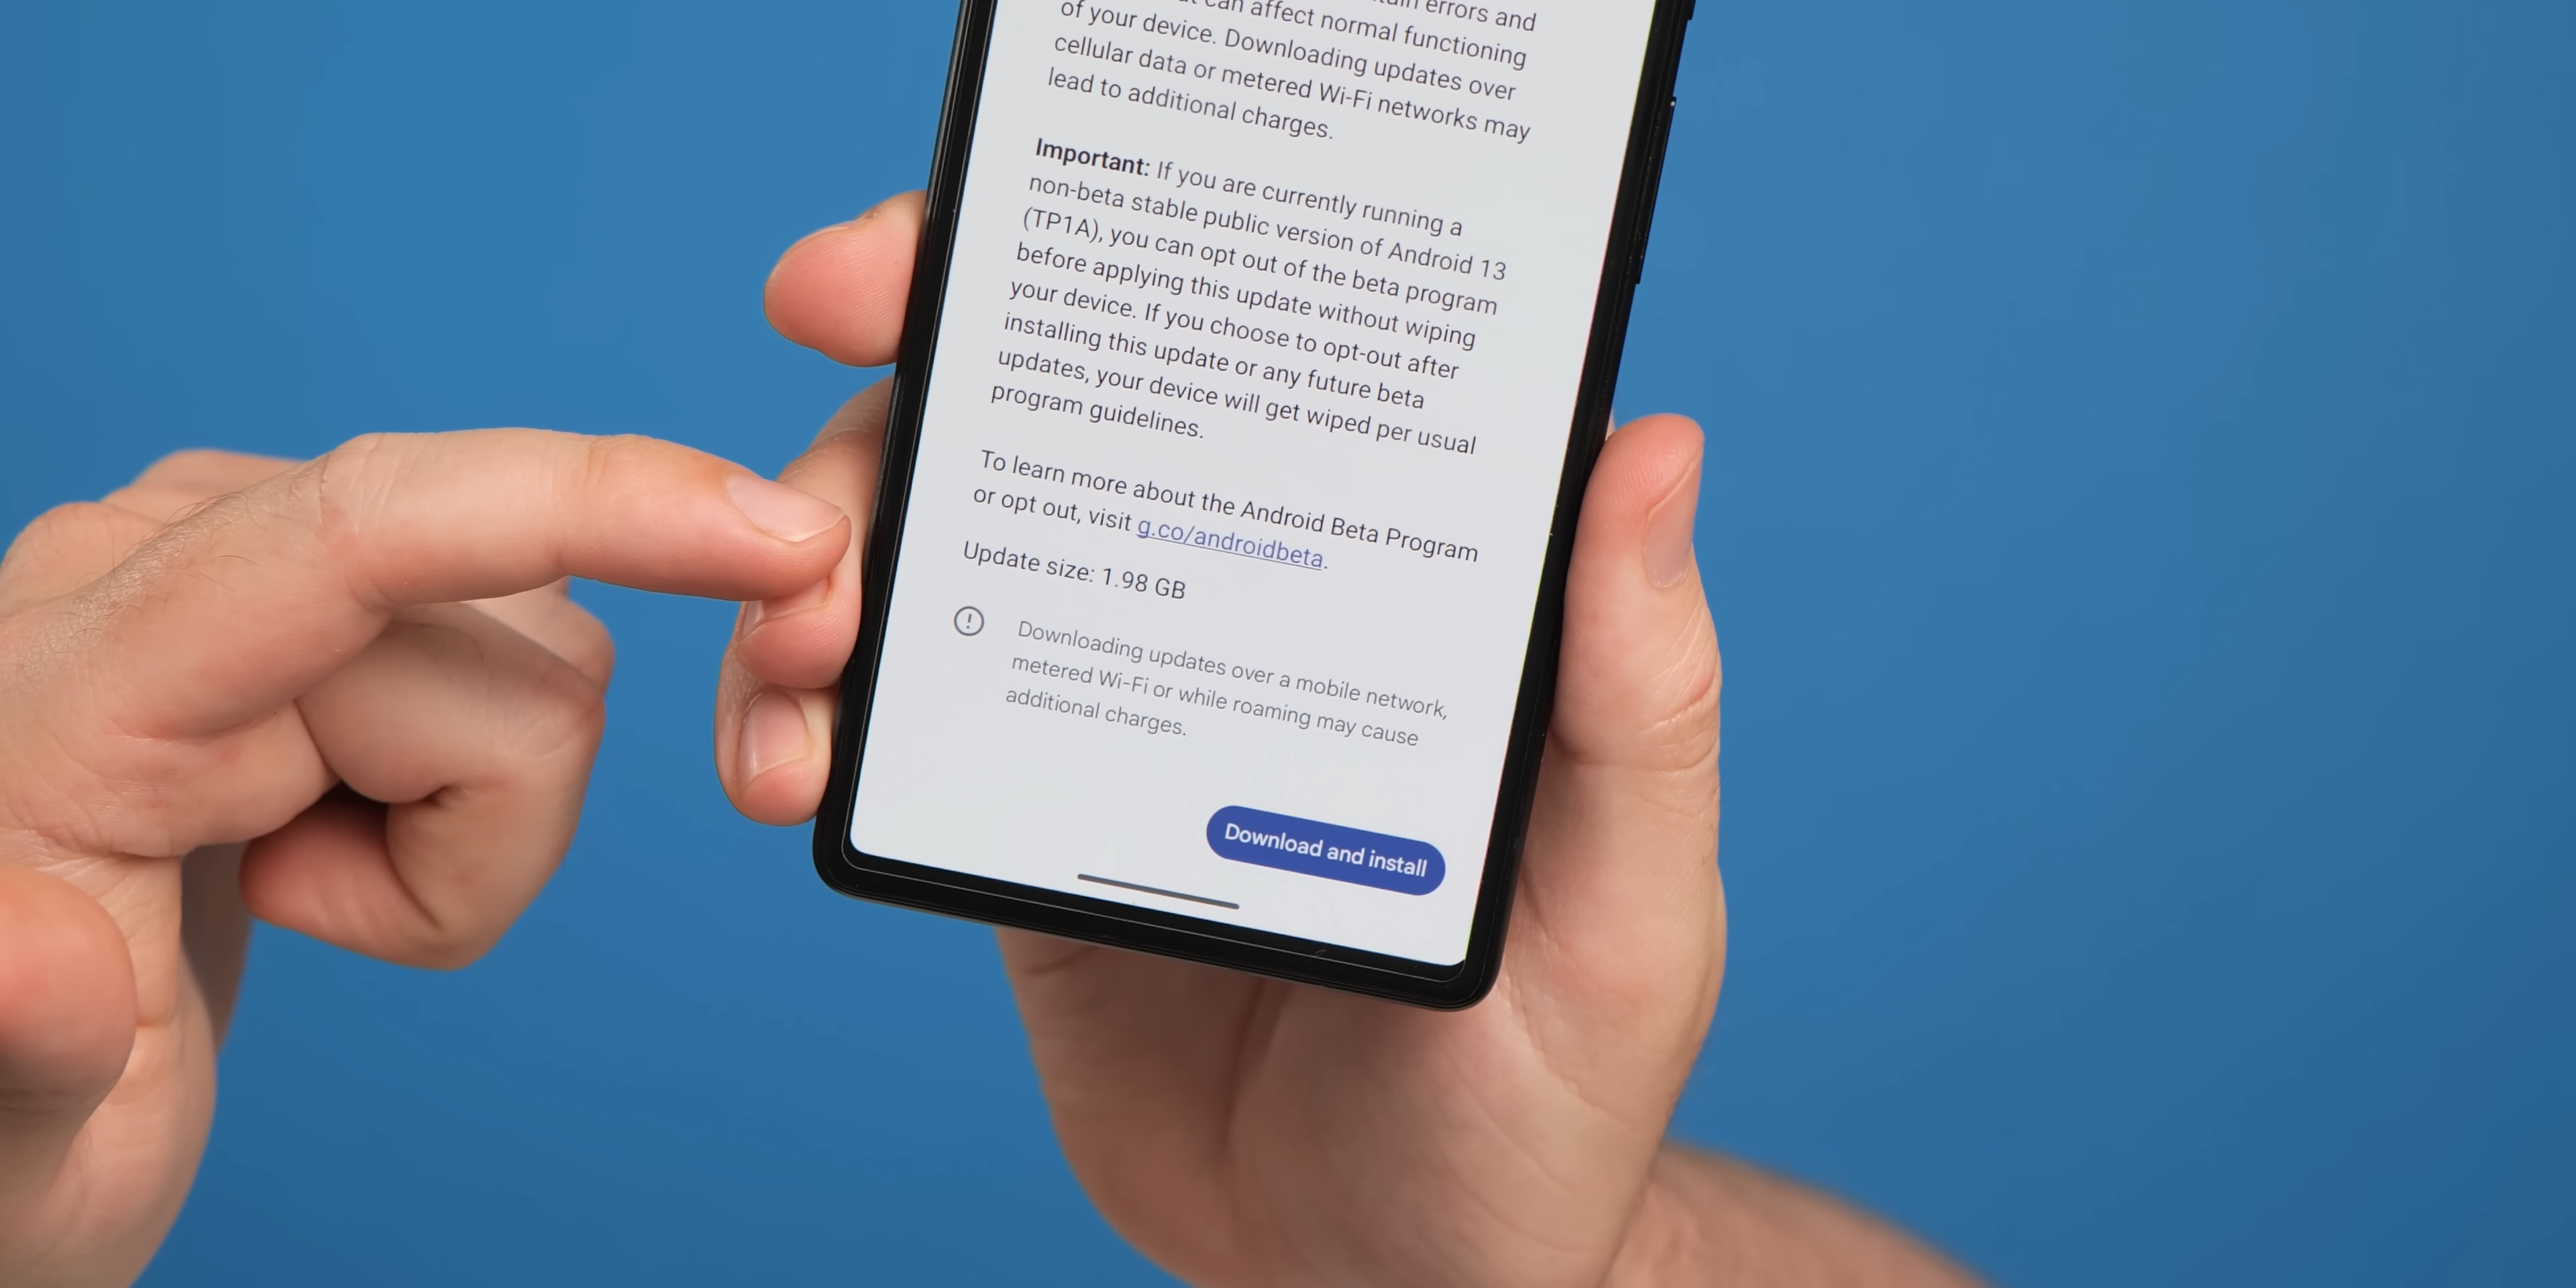 errors and
can affect normal functioning
of your device. Downloading updates over
cellular data or metered Wi-Fi networks may
lead to additional charges.
Important: If you are currently running a
non-beta stable public version of Android 13
(TP1A), you can opt out of the beta program
before applying this update without wiping
your device. If you choose to opt-out after
installing this update or any future beta
updates, your device will get wiped per usual
program guidelines.
To learn more about the Android Beta Program
or opt out, visit g.co/androidbeta.
Update size: 1.98 GB
Downloading updates over a mobile network,
metered Wi-Fi or while roaming may cause
additional charges.
Download and install